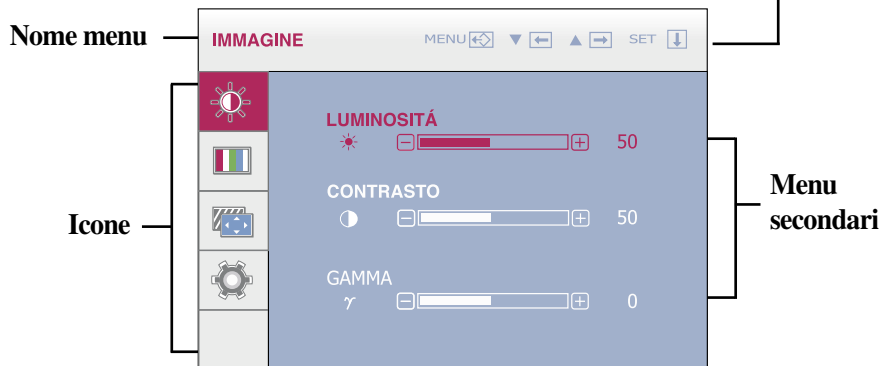 Nome menu
IMMAGINE MENU ▼ ▲ SET
LUMINOSITÁ
50
CONTRASTO
50
Icone
Menu
secondari
GAMMA
γ 0